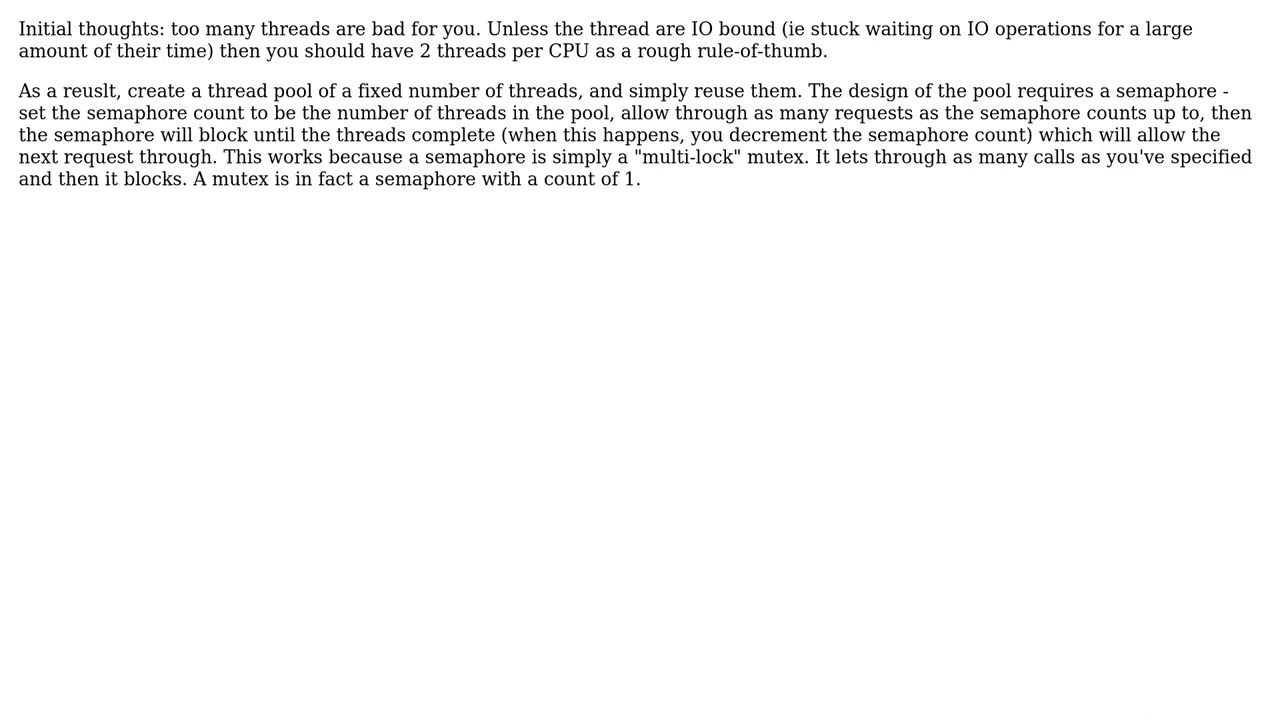 Initial thoughts: too many threads are bad for you. Unless the thread are IO bound (ie stuck waiting on IO operations for a large
amount of their time) then you should have 2 threads per CPU as a rough rule-of-thumb.
As a reuslt, create a thread pool of a fixed number of threads, and simply reuse them. The design of the pool requires a semaphore -
set the semaphore count to be the number of threads in the pool, allow through as many requests as the semaphore counts up to, then
the semaphore will block until the threads complete (when this happens, you decrement the semaphore count) which will allow the
next request through. This works because a semaphore is simply a "multi-lock" mutex. It lets through as many calls as you've specified
and then it blocks. A mutex is in fact a semaphore with a count of 1.